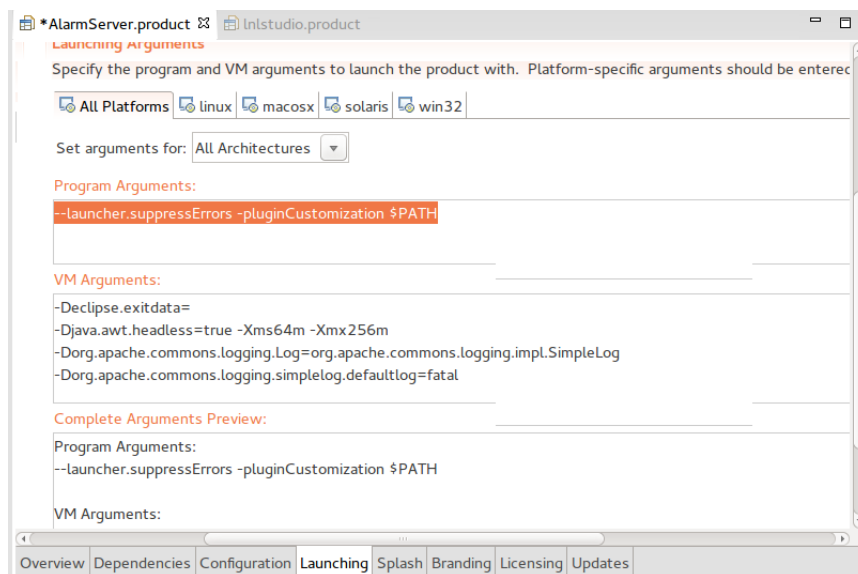 *AlarmServer.product lnlstudio.product
Launching Arguments
Specify the program and VM arguments to launch the product with. Platform-specific arguments should be entered
All Platforms linux macosx solaris win32
Set arguments for: All Architectures
Program Arguments:
--launcher.suppressErrors -pluginCustomization $PATH
VM Arguments:
-Declipse.exitdata=
-Djava.awt.headless=true -Xms64m -Xmx256m
-Dorg.apache.commons.logging.Log=org.apache.commons.logging.impl.SimpleLog
-Dorg.apache.commons.logging.simplelog.defaultlog=fatal
Complete Arguments Preview:
Program Arguments:
--launcher.suppressErrors -pluginCustomization $PATH
VM Arguments:
Overview Dependencies Configuration Launching Splash Branding Licensing Updates